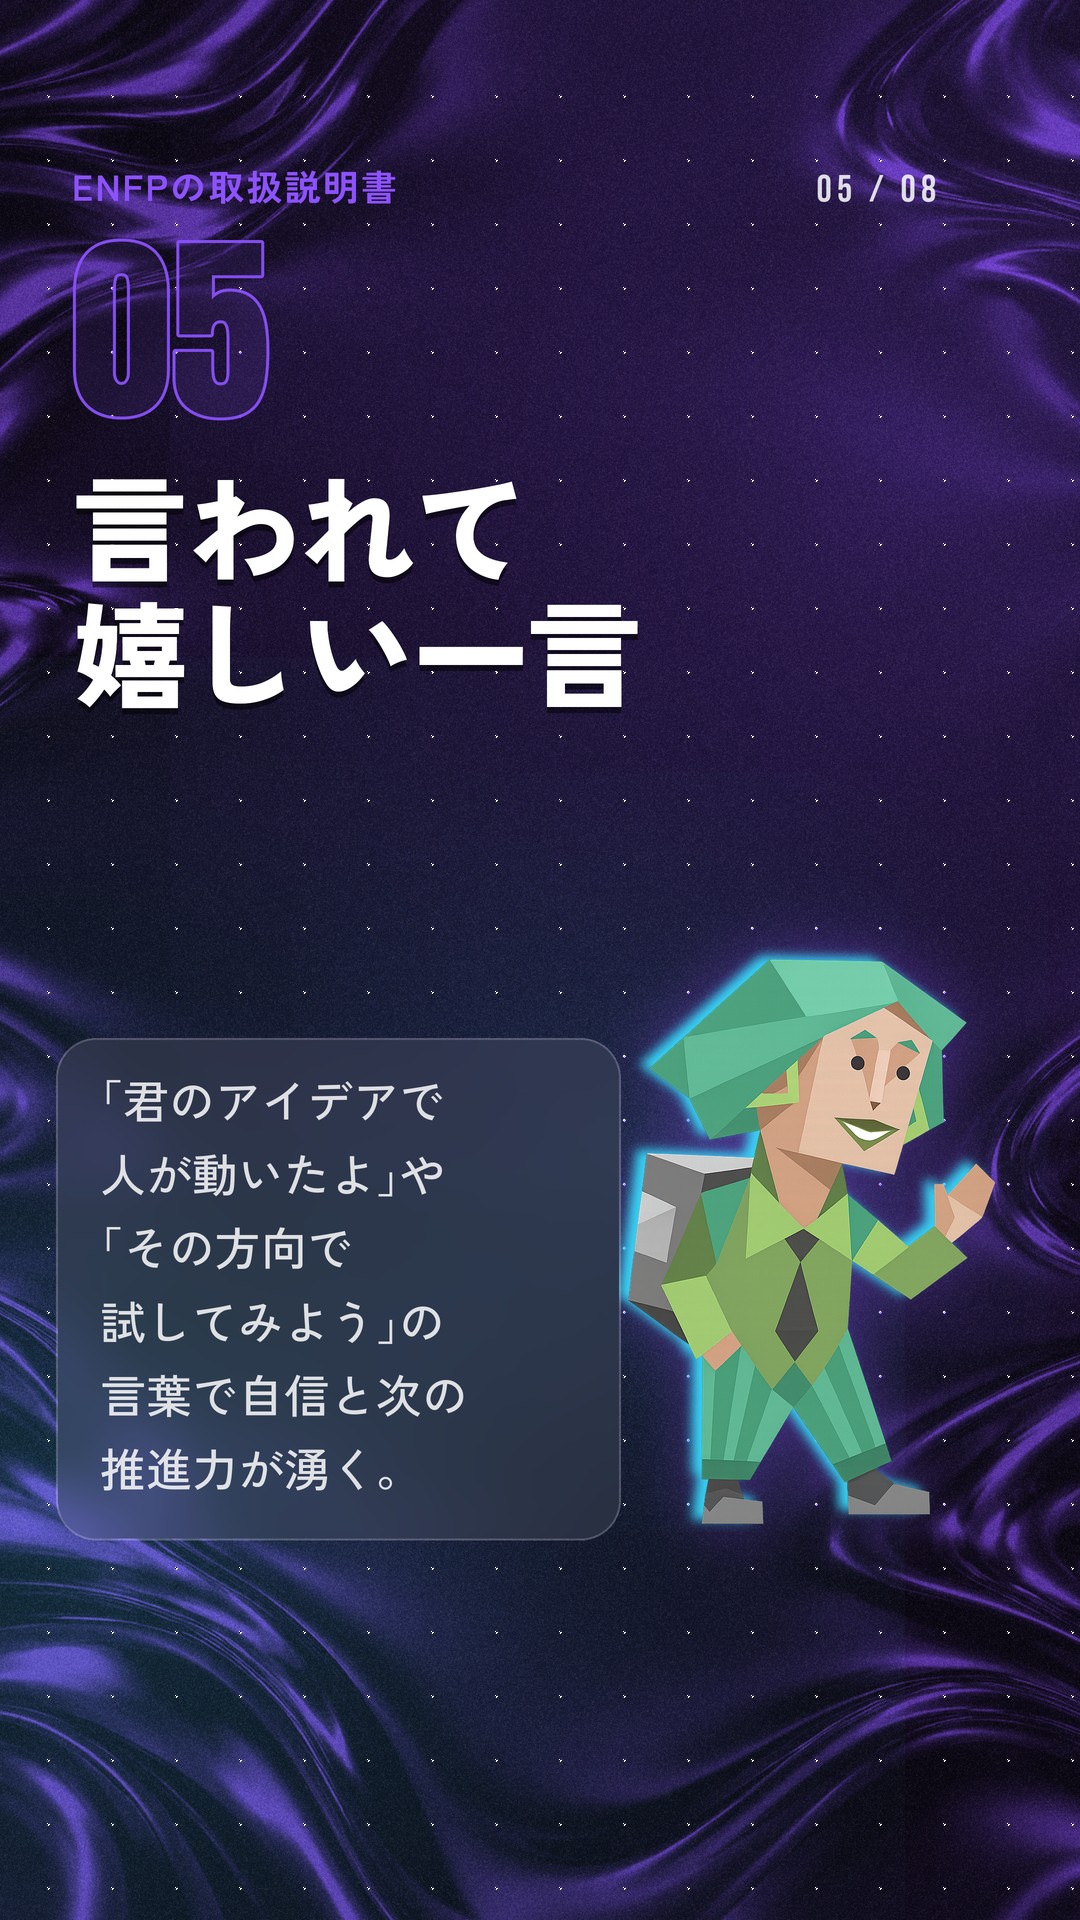 ENFPの取扱説明書
05 / 08
05
言われて
嬉しい一言
「君のアイデアで
人が動いたよ」や
「その方向で
試してみよう」の
言葉で自信と次の
推進力が湧く。